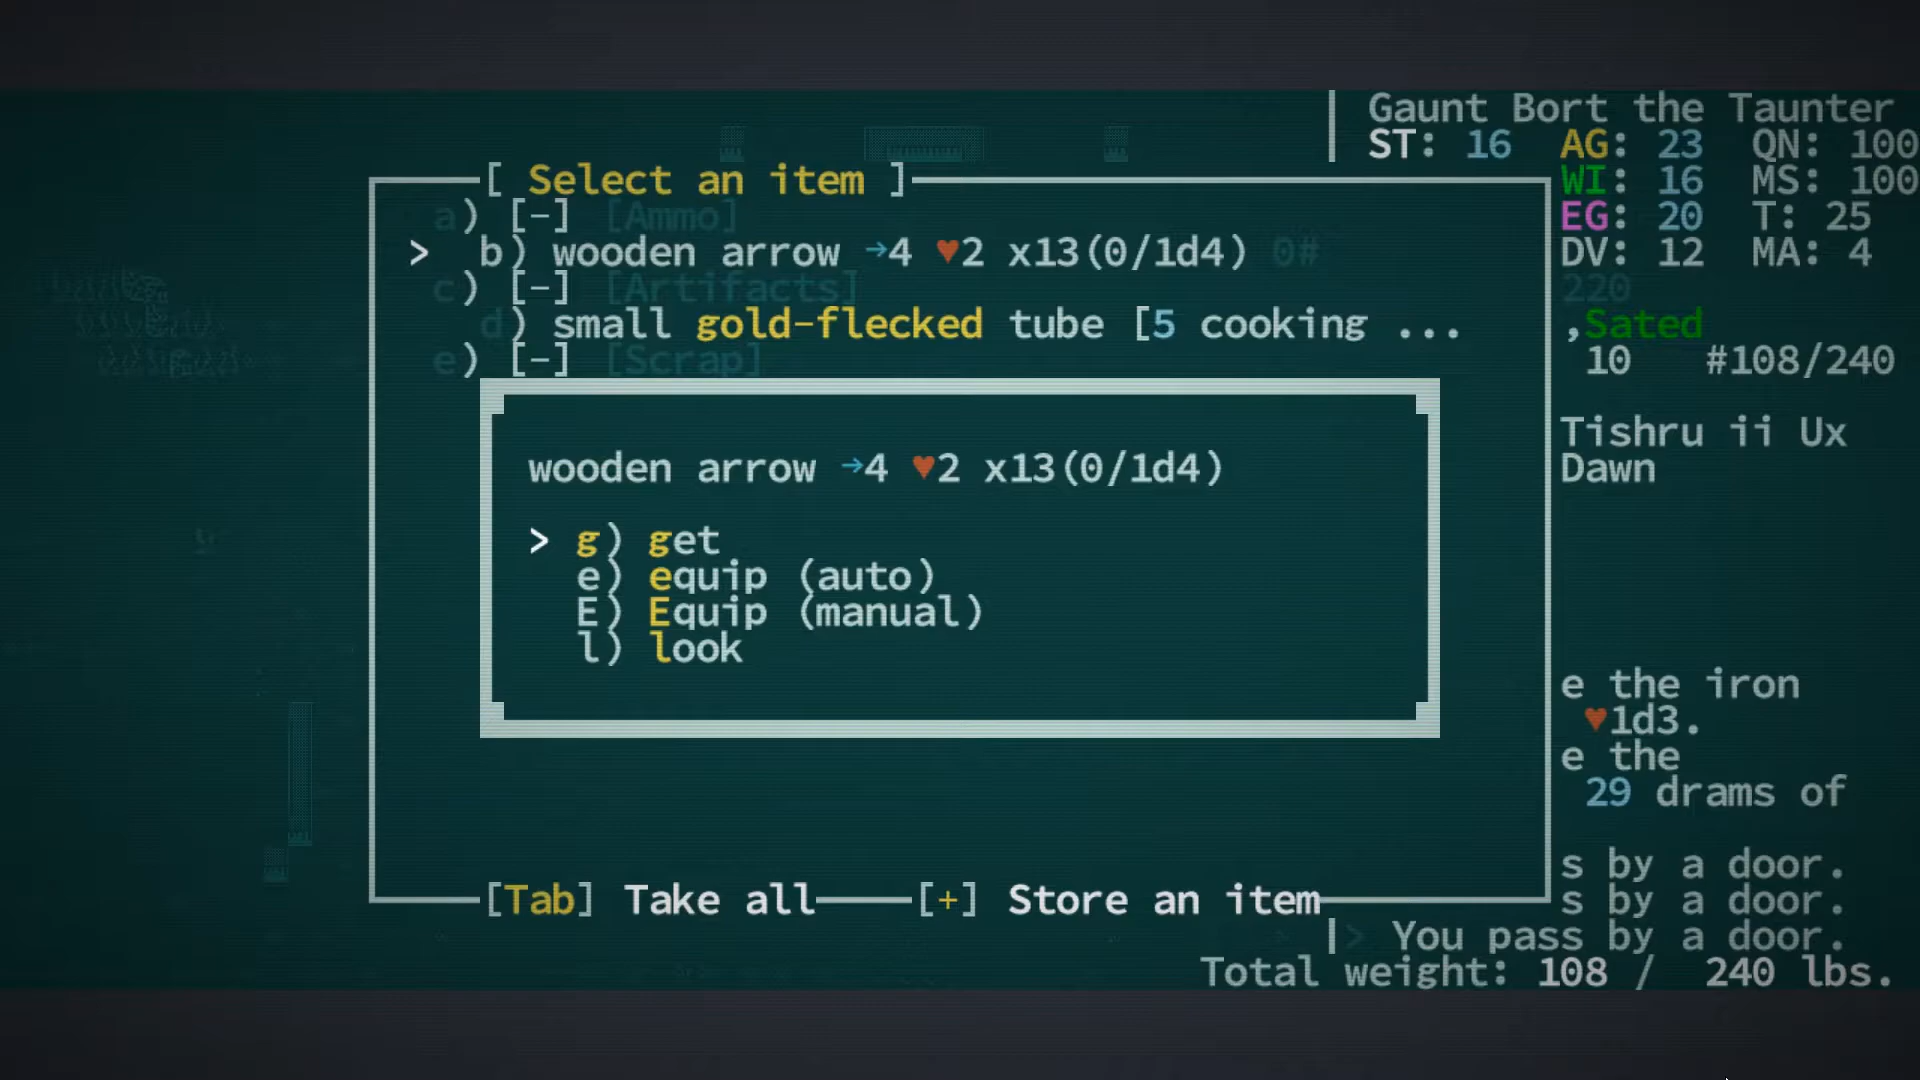 Gaunt Bort the Taunter
ST: 16 AG: 23 QN: 100
WI: 16 MS: 100
EG: 20 T: 25
DV: 12 MA: 4
220
,Sated
10 #108/240
Tishru ii Ux
Dawn
[ Select an item ]
a) [-] [Ammo]
> b) wooden arrow →4 ♥2 x13(0/1d4) 0#
c) [-] [Artifacts]
d) small gold-flecked tube [5 cooking ...
e) [-] [Scrap]
wooden arrow →4 ♥2 x13(0/1d4)
> g) get
e) equip (auto)
E) Equip (manual)
l) look
e the iron
♥1d3.
e the
29 drams of
s by a door.
s by a door.
> You pass by a door.
[Tab] Take all [+] Store an item
Total weight: 108 / 240 lbs.